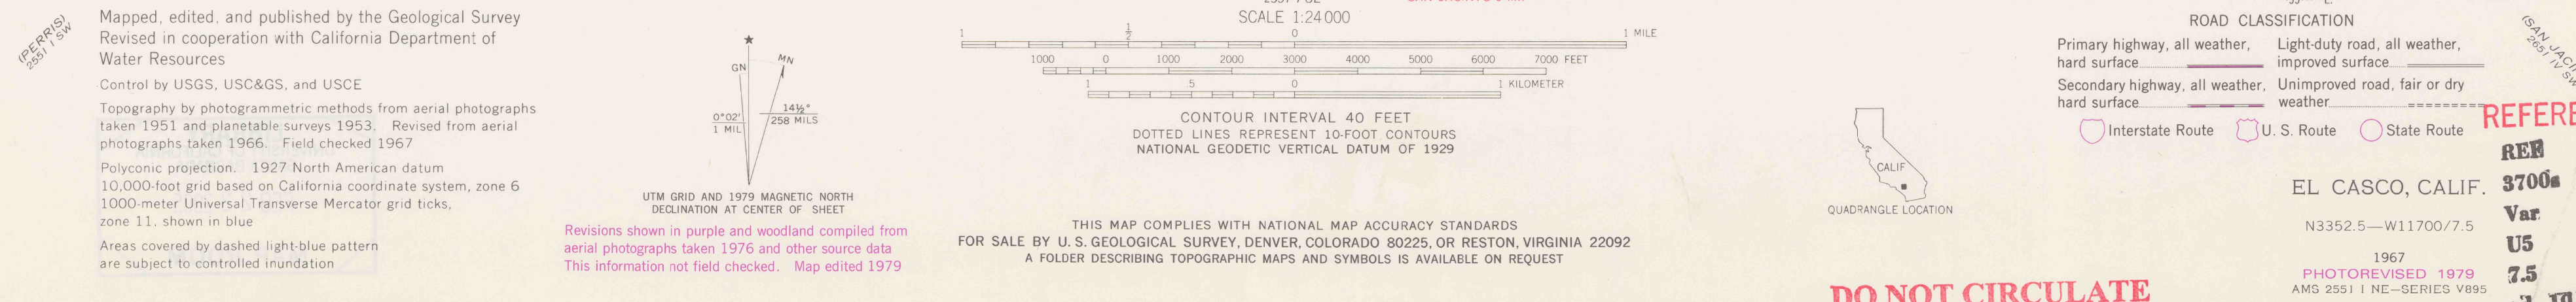 (PERRIS)
2551 I SW
Mapped, edited, and published by the Geological Survey
Revised in cooperation with California Department of
Water Resources
Control by USGS, USC&GS, and USCE
Topography by photogrammetric methods from aerial photographs
taken 1951 and planetable surveys 1953. Revised from aerial
photographs taken 1966. Field checked 1967
Polyconic projection. 1927 North American datum
10,000-foot grid based on California coordinate system, zone 6
1000-meter Universal Transverse Mercator grid ticks,
zone 11, shown in blue
Areas covered by dashed light-blue pattern
are subject to controlled inundation
GN
MN
0°02′
1 MIL
14½°
258 MILS
UTM GRID AND 1979 MAGNETIC NORTH
DECLINATION AT CENTER OF SHEET
Revisions shown in purple and woodland compiled from
aerial photographs taken 1976 and other source data
This information not field checked. Map edited 1979
SCALE 1:24 000
1 ½ 0 1 MILE
1000 0 1000 2000 3000 4000 5000 6000 7000 FEET
1 .5 0 1 KILOMETER
CONTOUR INTERVAL 40 FEET
DOTTED LINES REPRESENT 10-FOOT CONTOURS
NATIONAL GEODETIC VERTICAL DATUM OF 1929
THIS MAP COMPLIES WITH NATIONAL MAP ACCURACY STANDARDS
FOR SALE BY U. S. GEOLOGICAL SURVEY, DENVER, COLORADO 80225, OR RESTON, VIRGINIA 22092
A FOLDER DESCRIBING TOPOGRAPHIC MAPS AND SYMBOLS IS AVAILABLE ON REQUEST
CALIF
QUADRANGLE LOCATION
ROAD CLASSIFICATION
Primary highway, all weather,
hard surface
Light-duty road, all weather,
improved surface
Secondary highway, all weather,
hard surface
Unimproved road, fair or dry
weather
Interstate Route
U. S. Route
State Route
(SAN JACI
2651 IV SW
REFERE
EL CASCO, CALIF.
N3352.5—W11700/7.5
1967
PHOTOREVISED 1979
AMS 2551 I NE—SERIES V895
REF
3700s
Var.
U5
7.5
DO NOT CIRCULATE